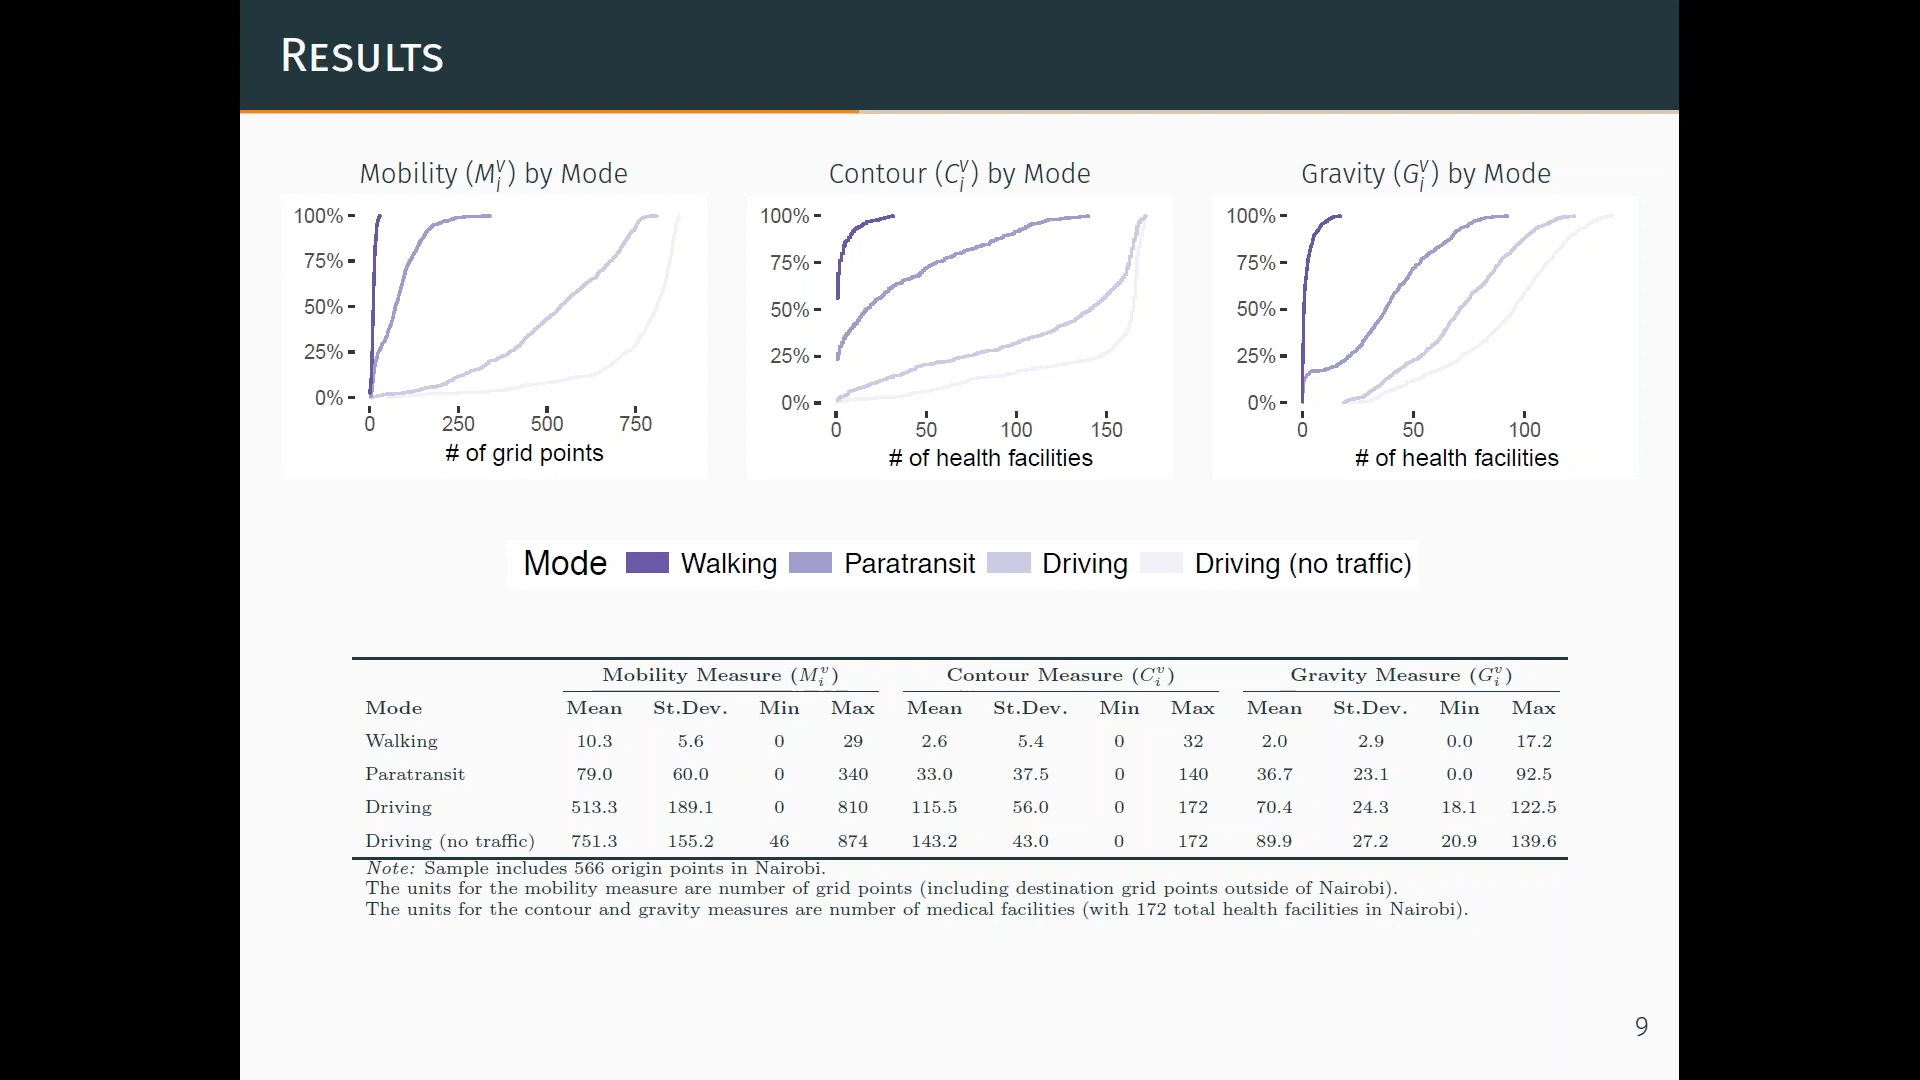 RESULTS
Mobility (M_i^v) by Mode
100%
75%
50%
25%
0%
0 250 500 750
# of grid points
Contour (C_i^v) by Mode
100%
75%
50%
25%
0%
0 50 100 150
# of health facilities
Gravity (G_i^v) by Mode
100%
75%
50%
25%
0%
0 50 100
# of health facilities
Mode Walking Paratransit Driving Driving (no traffic)
Mobility Measure (M_i^v) Contour Measure (C_i^v) Gravity Measure (G_i^v)
Mode Mean St.Dev. Min Max Mean St.Dev. Min Max Mean St.Dev. Min Max
Walking 10.3 5.6 0 29 2.6 5.4 0 32 2.0 2.9 0.0 17.2
Paratransit 79.0 60.0 0 340 33.0 37.5 0 140 36.7 23.1 0.0 92.5
Driving 513.3 189.1 0 810 115.5 56.0 0 172 70.4 24.3 18.1 122.5
Driving (no traffic) 751.3 155.2 46 874 143.2 43.0 0 172 89.9 27.2 20.9 139.6
Note: Sample includes 566 origin points in Nairobi.
The units for the mobility measure are number of grid points (including destination grid points outside of Nairobi).
The units for the contour and gravity measures are number of medical facilities (with 172 total health facilities in Nairobi).
9